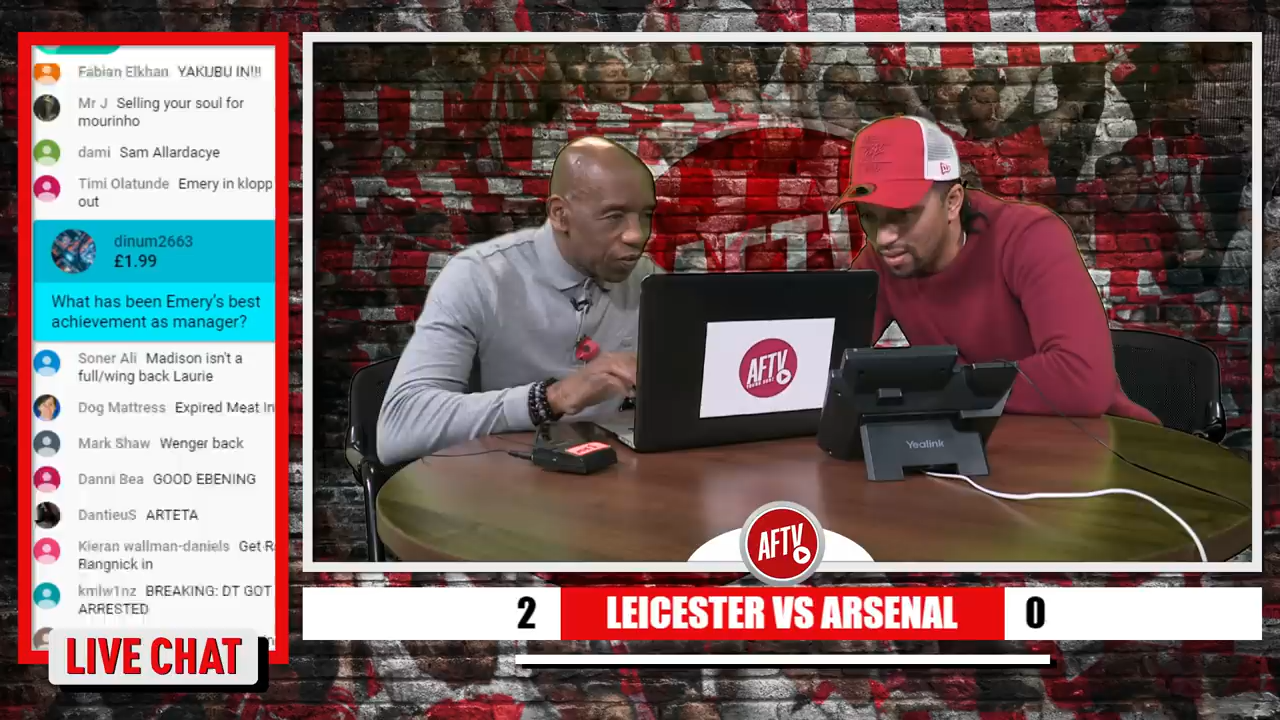 Fabian Elkhan YAKUBU IN!!!
Mr J Selling your soul for
mourinho
dami Sam Allardacye
Timi Olatunde Emery in klopp
out
dinum2663
£1.99
What has been Emery's best
achievement as manager?
Soner Ali Madison isn't a
full/wing back Laurie
Dog Mattress Expired Meat In
Mark Shaw Wenger back
Danni Bea GOOD EBENING
DantieuS ARTETA
Kieran wallman-daniels Get R
Rangnick in
kmlw1nz BREAKING: DT GOT
ARRESTED
LIVE CHAT
AFTV
AFTV
Yealink
AFTV
2 LEICESTER VS ARSENAL 0